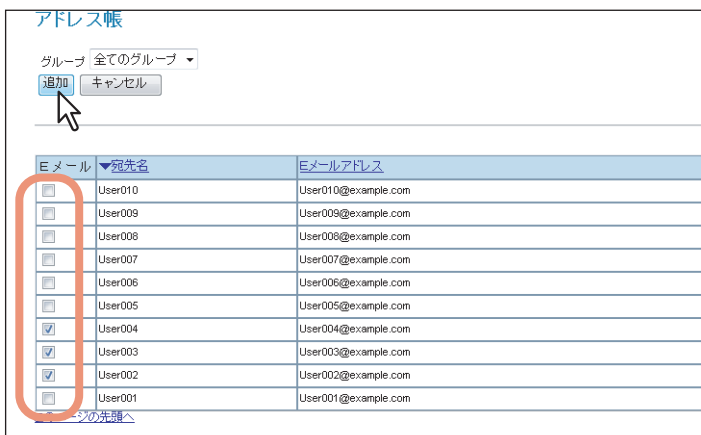 アドレス帳
グループ 全てのグループ
追加 キャンセル
Eメール ▼宛先名 Eメールアドレス
User010 User010@example.com
User009 User009@example.com
User008 User008@example.com
User007 User007@example.com
User006 User006@example.com
User005 User005@example.com
User004 User004@example.com
User003 User003@example.com
User002 User002@example.com
User001 User001@example.com
ページの先頭へ